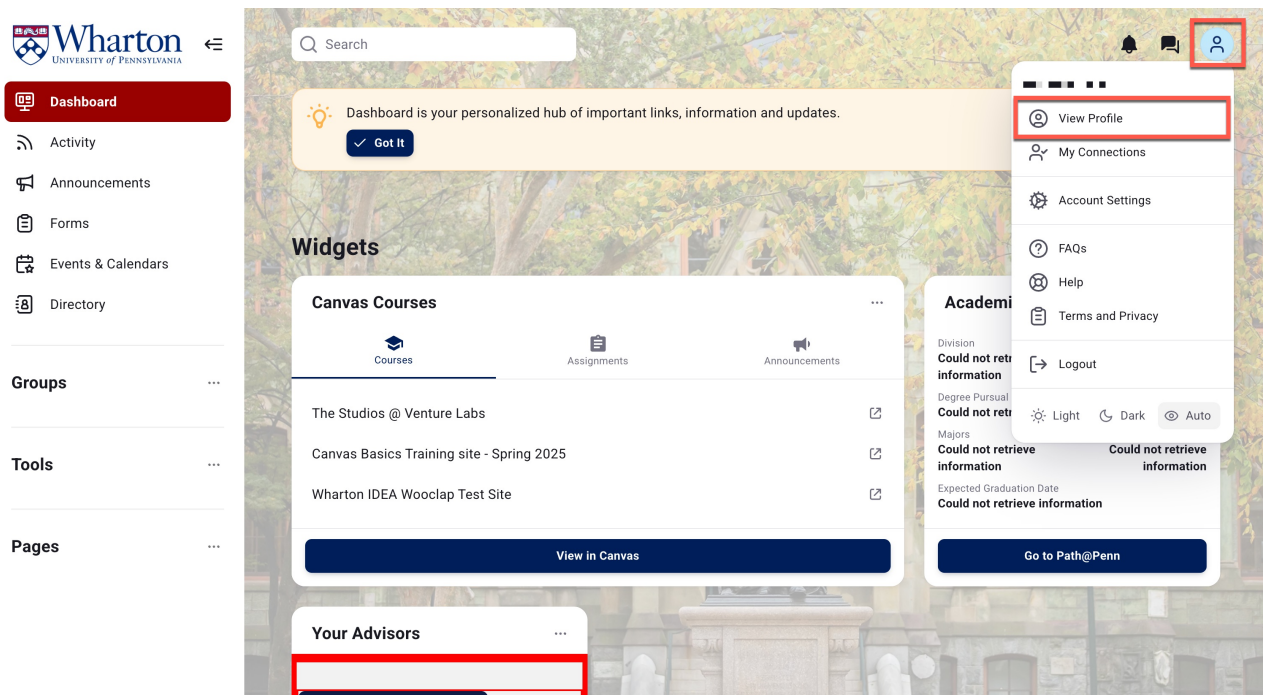 Wharton
UNIVERSITY of PENNSYLVANIA
Dashboard
Activity
Announcements
Forms
Events & Calendars
Directory
Groups
Tools
Pages
Search
Dashboard is your personalized hub of important links, information and updates.
Got It
Widgets
Canvas Courses
Courses
Assignments
Announcements
The Studios @ Venture Labs
Canvas Basics Training site - Spring 2025
Wharton IDEA Wooclap Test Site
View in Canvas
Academi
Division
Could not retr
information
Degree Pursual
Could not retr
Majors
Could not retrieve
information
Could not retrieve
information
Expected Graduation Date
Could not retrieve information
Go to Path@Penn
Your Advisors
View Profile
My Connections
Account Settings
FAQs
Help
Terms and Privacy
Logout
Light
Dark
Auto